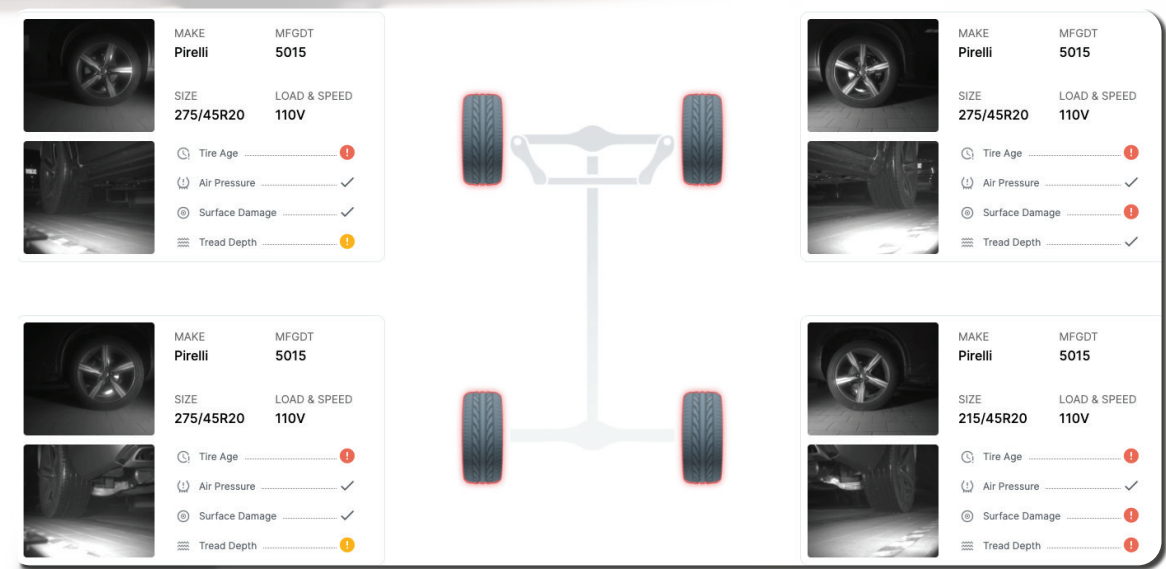 MAKE MFGDT
Pirelli 5015
SIZE LOAD & SPEED
275/45R20 110V
Tire Age
Air Pressure
Surface Damage
Tread Depth
MAKE MFGDT
Pirelli 5015
SIZE LOAD & SPEED
275/45R20 110V
Tire Age
Air Pressure
Surface Damage
Tread Depth
MAKE MFGDT
Pirelli 5015
SIZE LOAD & SPEED
275/45R20 110V
Tire Age
Air Pressure
Surface Damage
Tread Depth
MAKE MFGDT
Pirelli 5015
SIZE LOAD & SPEED
215/45R20 110V
Tire Age
Air Pressure
Surface Damage
Tread Depth